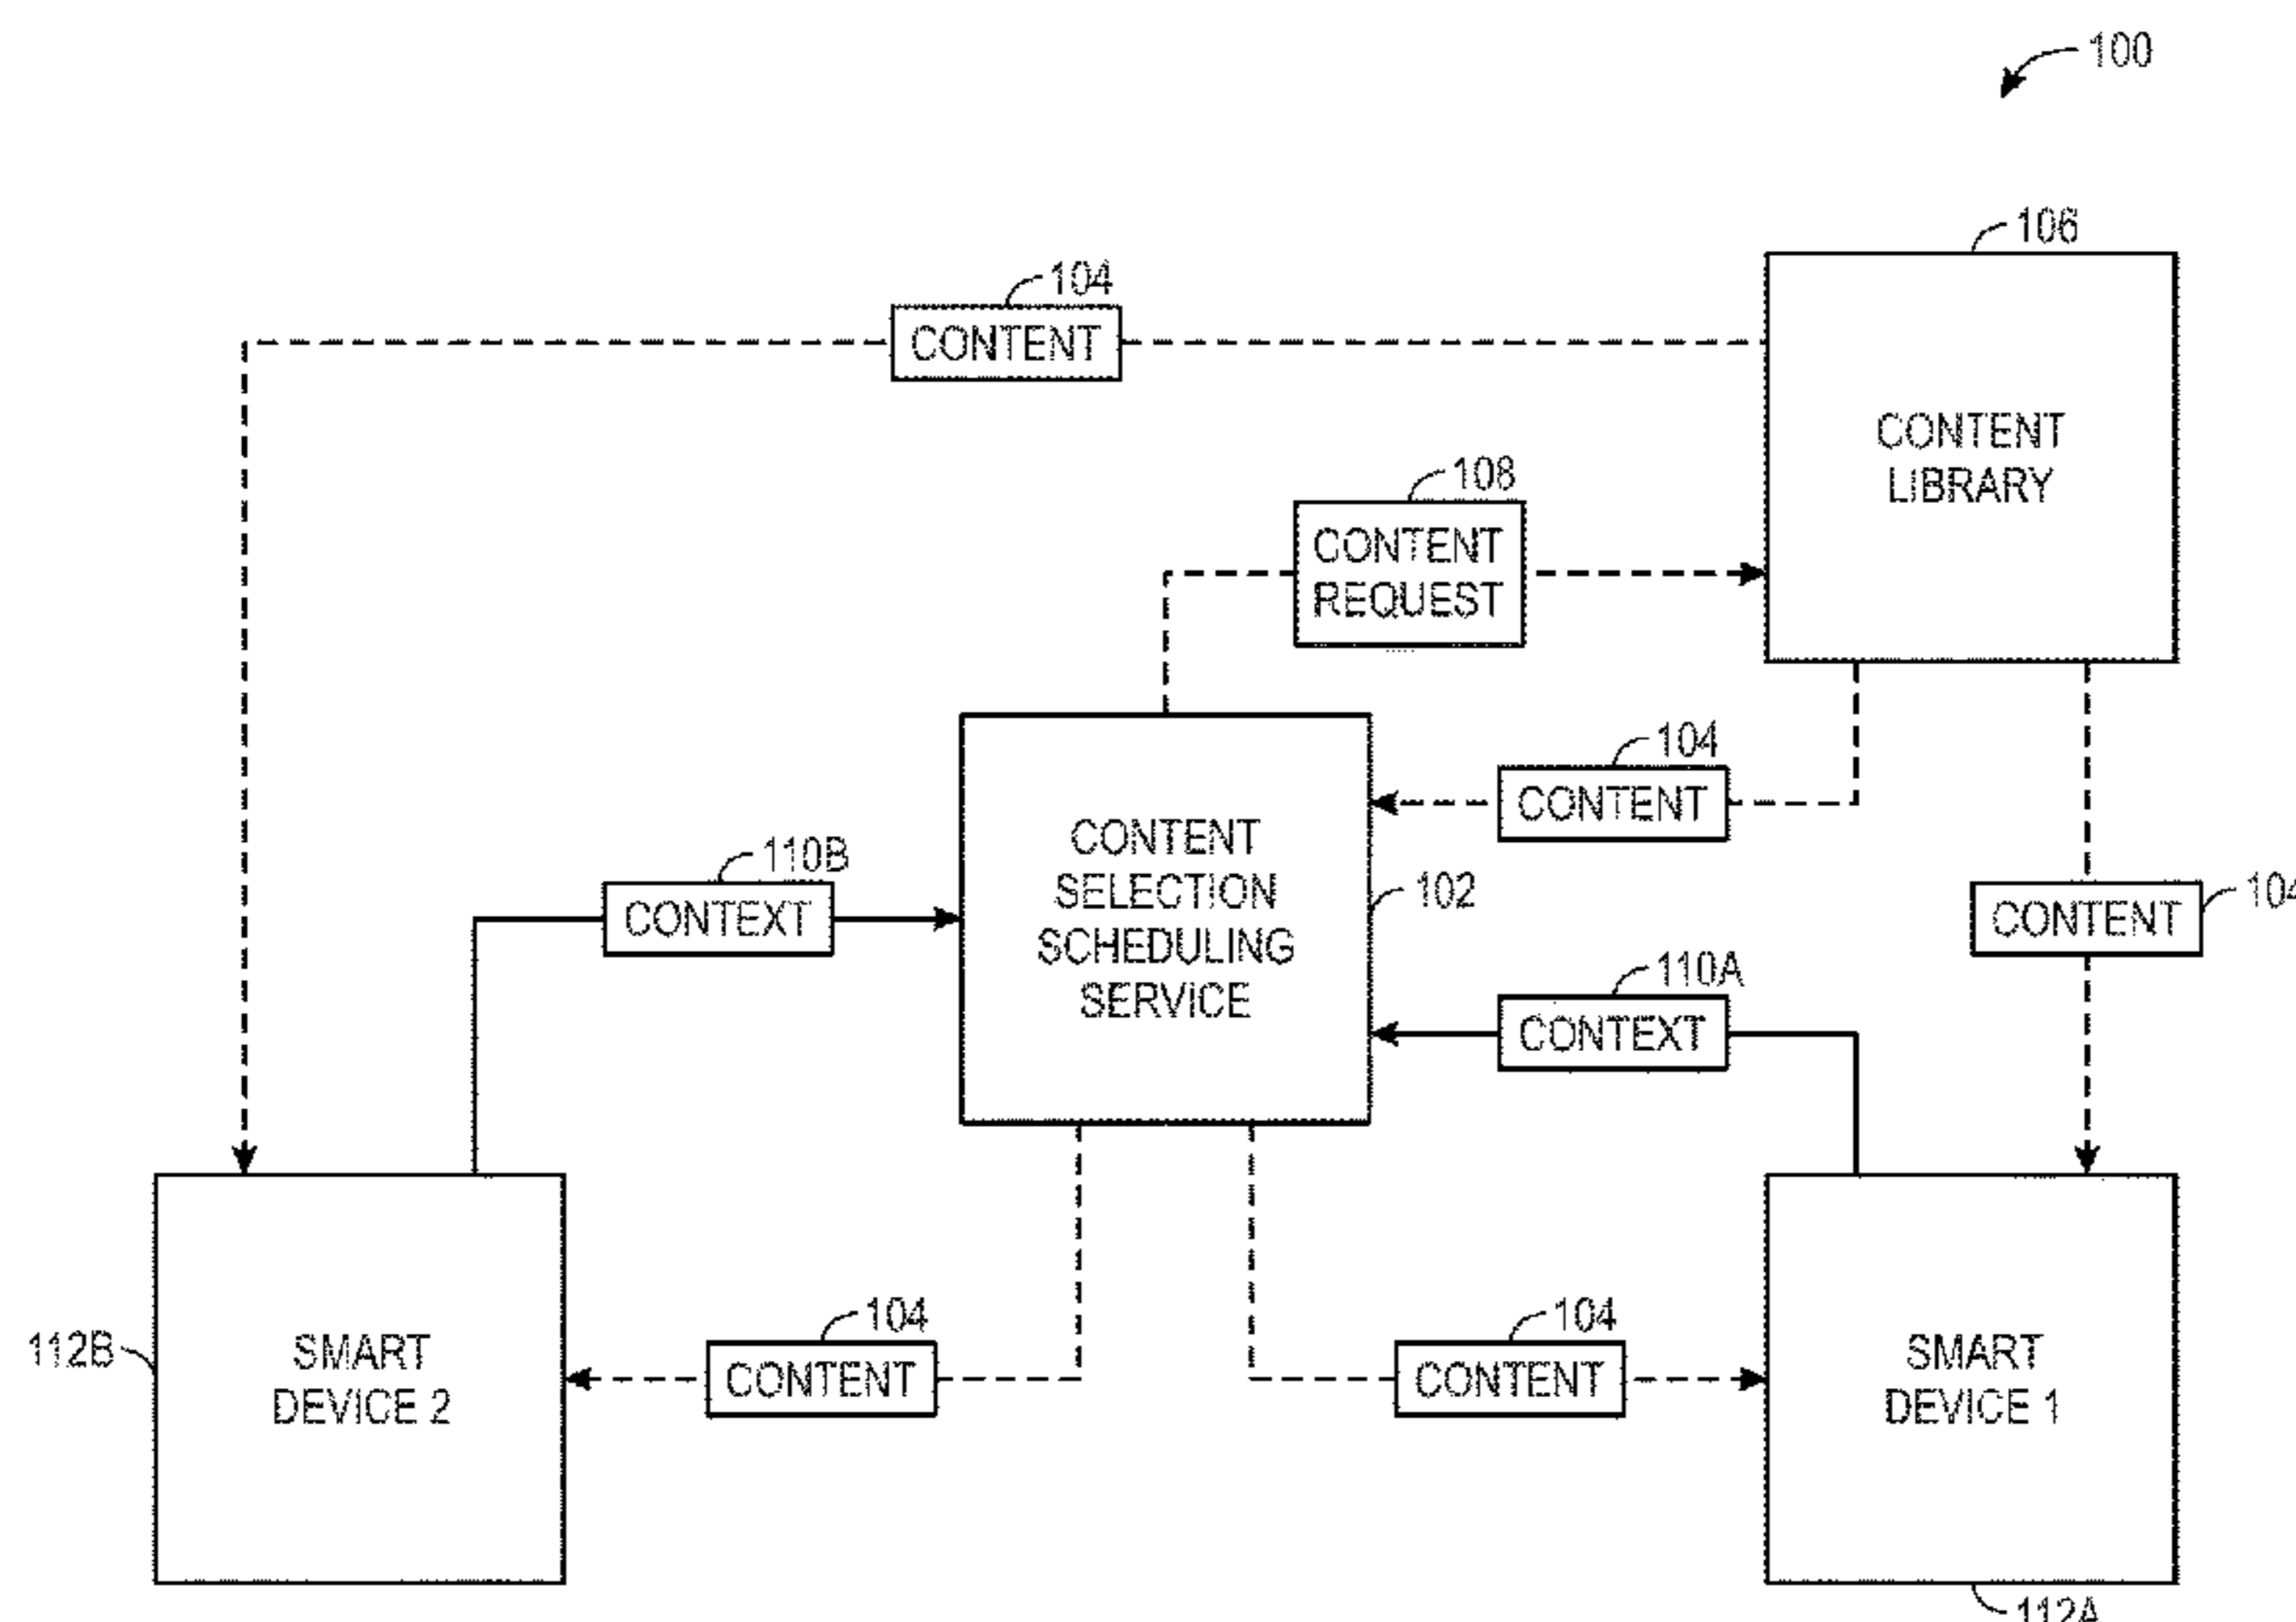 100
106
104
CONTENT
CONTENT
LIBRARY
108
CONTENT
REQUEST
104
CONTENT
110B
CONTEXT
CONTENT
SELECTION
SCHEDULING
SERVICE
102
104
CONTENT
110A
CONTEXT
112B
SMART
DEVICE 2
104
CONTENT
104
CONTENT
SMART
DEVICE 1
112A